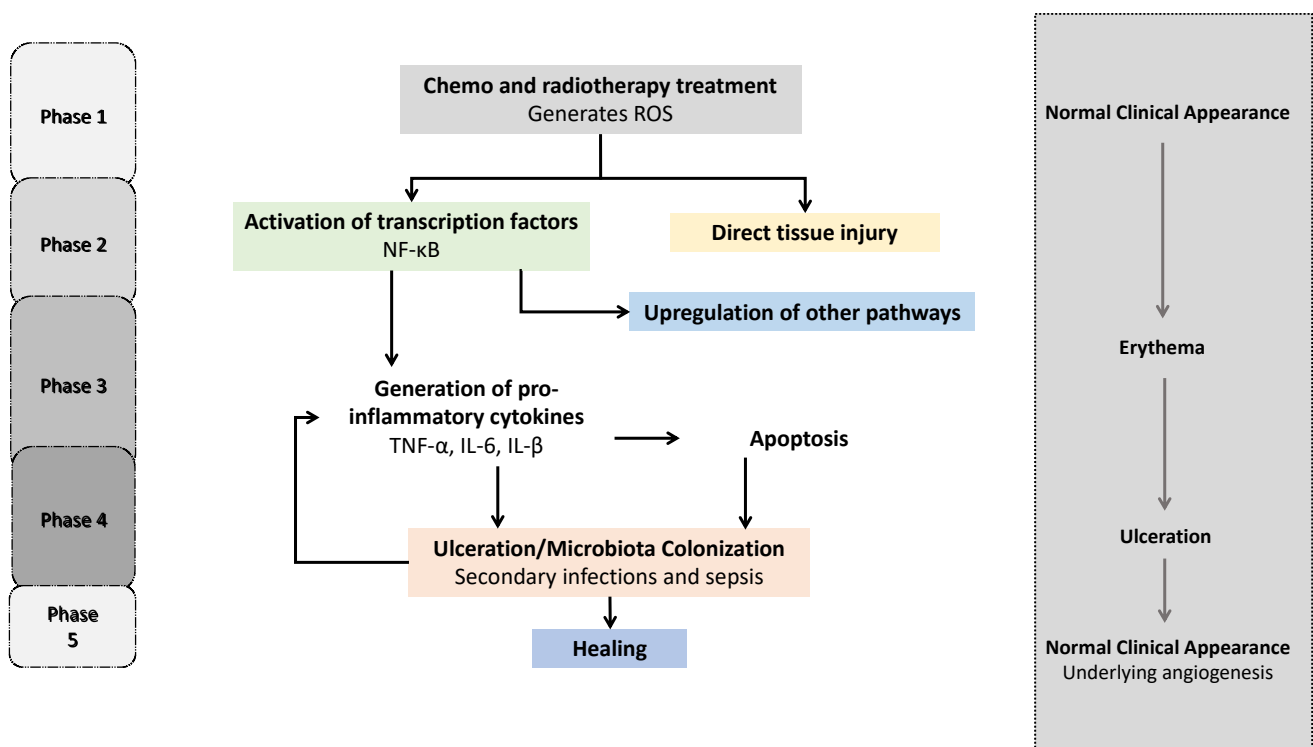 Phase 1
Chemo and radiotherapy treatment
Generates ROS
Normal Clinical Appearance
Phase 2
Activation of transcription factors
NF-κB
Direct tissue injury
Upregulation of other pathways
Erythema
Phase 3
Generation of pro-
inflammatory cytokines
TNF-α, IL-6, IL-β
Apoptosis
Phase 4
Ulceration/Microbiota Colonization
Secondary infections and sepsis
Ulceration
Phase
5
Healing
Normal Clinical Appearance
Underlying angiogenesis